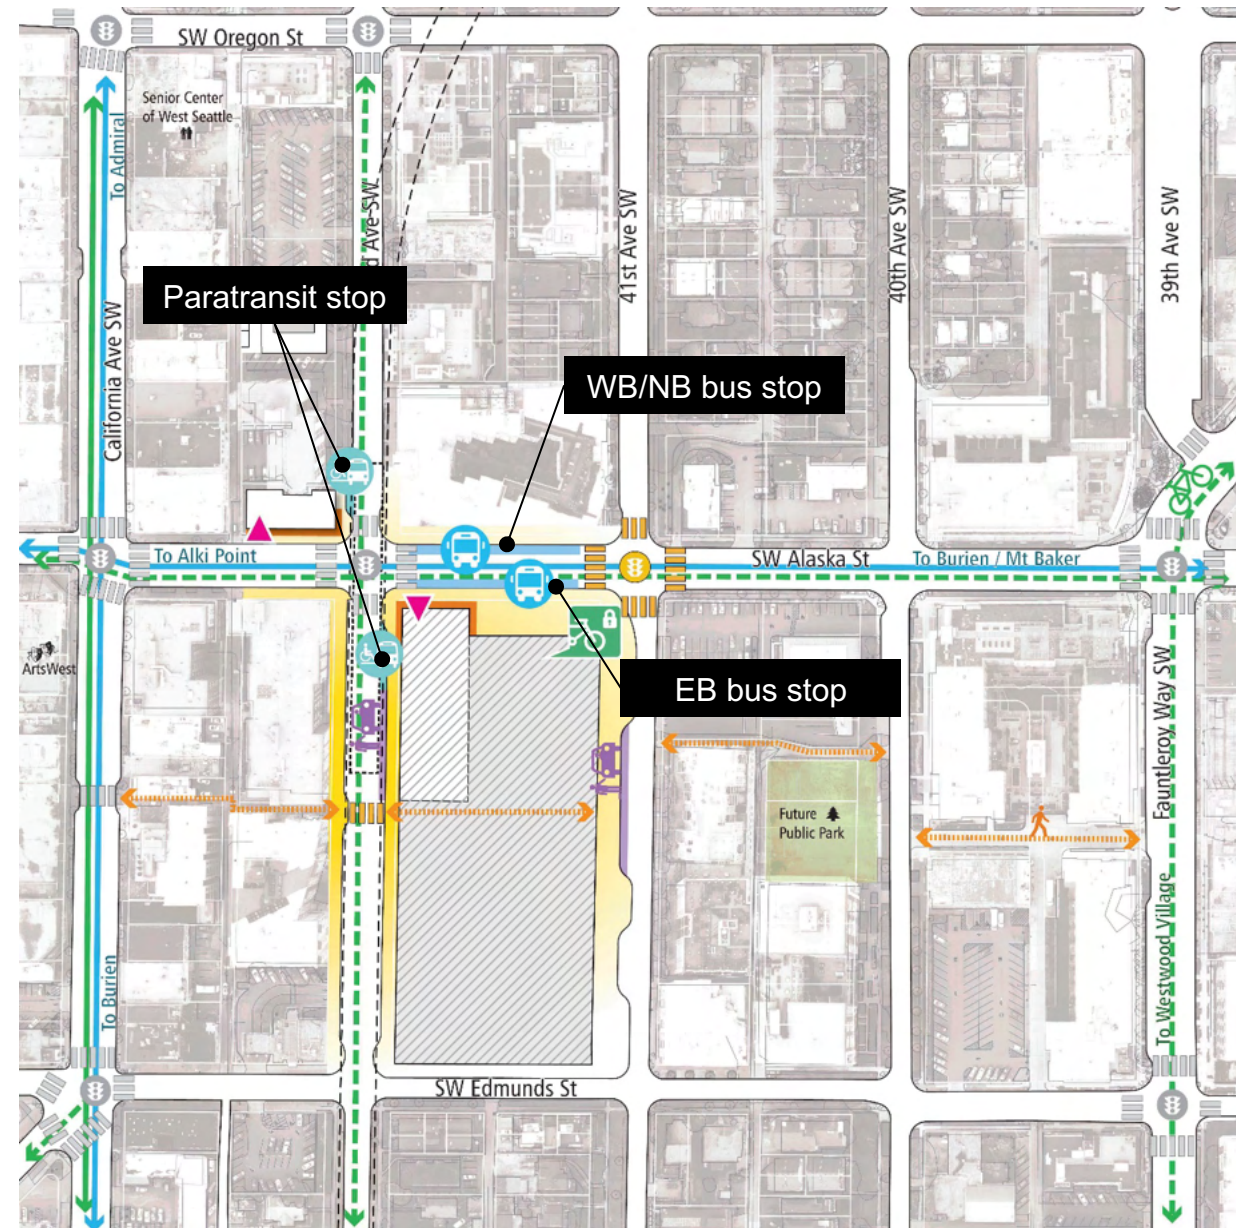 SW Oregon St
Senior Center
of West Seattle
To Admiral
d Ave SW
41st Ave SW
40th Ave SW
39th Ave SW
Paratransit stop
California Ave SW
WB/NB bus stop
To Alki Point
SW Alaska St
To Burien / Mt Baker
ArtsWest
EB bus stop
Fauntleroy Way SW
Future
Public Park
To Westwood Village
To Burien
SW Edmunds St